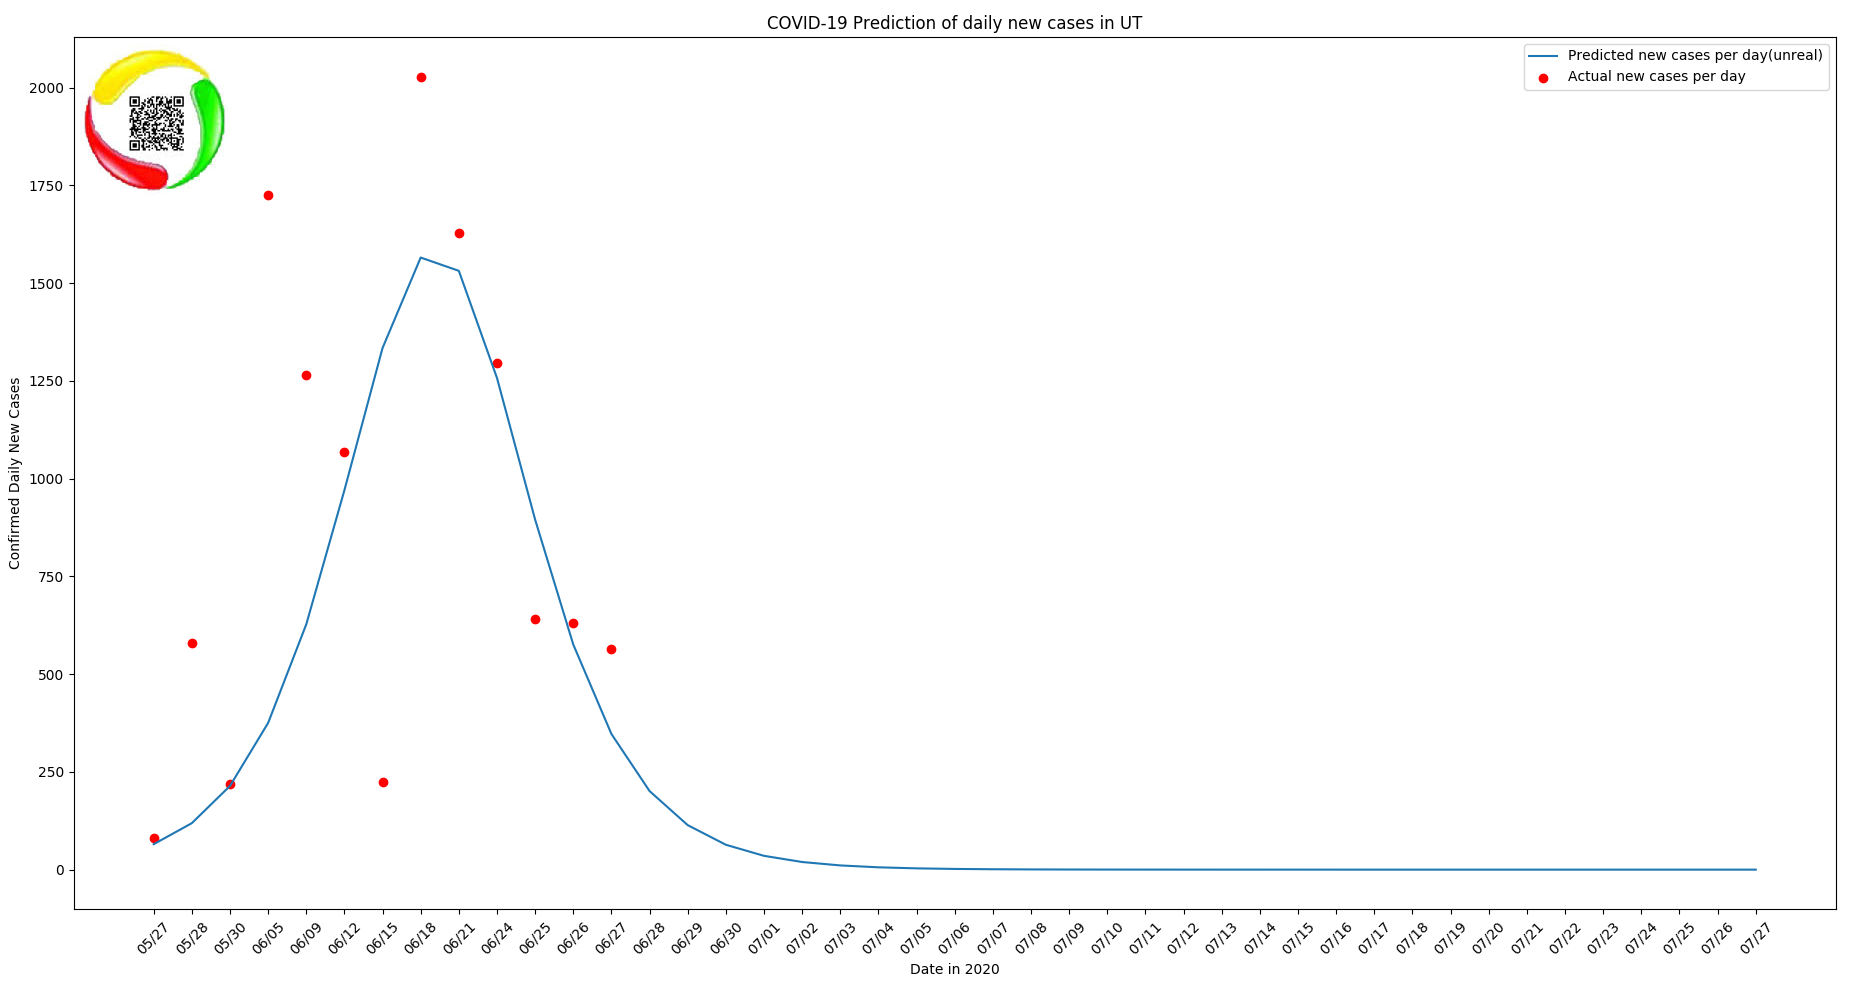 COVID-19 Prediction of daily new cases in UT
Predicted new cases per day(unreal)
Actual new cases per day
Confirmed Daily New Cases
2000
1750
1500
1250
1000
750
500
250
0
05/27 05/28 05/30 06/05 06/09 06/12 06/15 06/18 06/21 06/24 06/25 06/26 06/27 06/28 06/29 06/30 07/01 07/02 07/03 07/04 07/05 07/06 07/07 07/08 07/09 07/10 07/11 07/12 07/13 07/14 07/15 07/16 07/17 07/18 07/19 07/20 07/21 07/22 07/23 07/24 07/25 07/26 07/27
Date in 2020